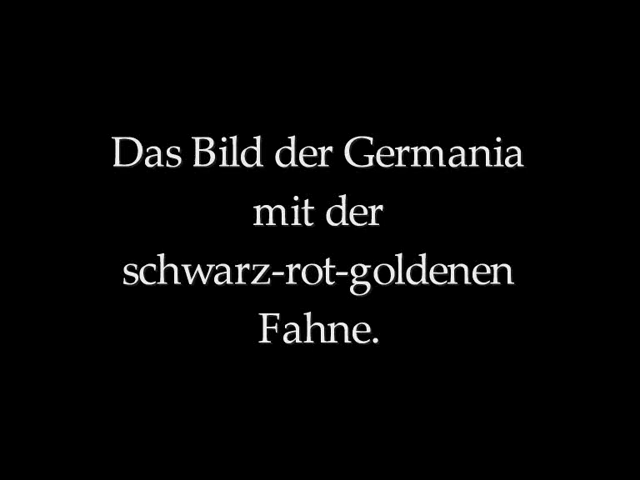 Das Bild der Germania
mit der
schwarz-rot-goldenen
Fahne.